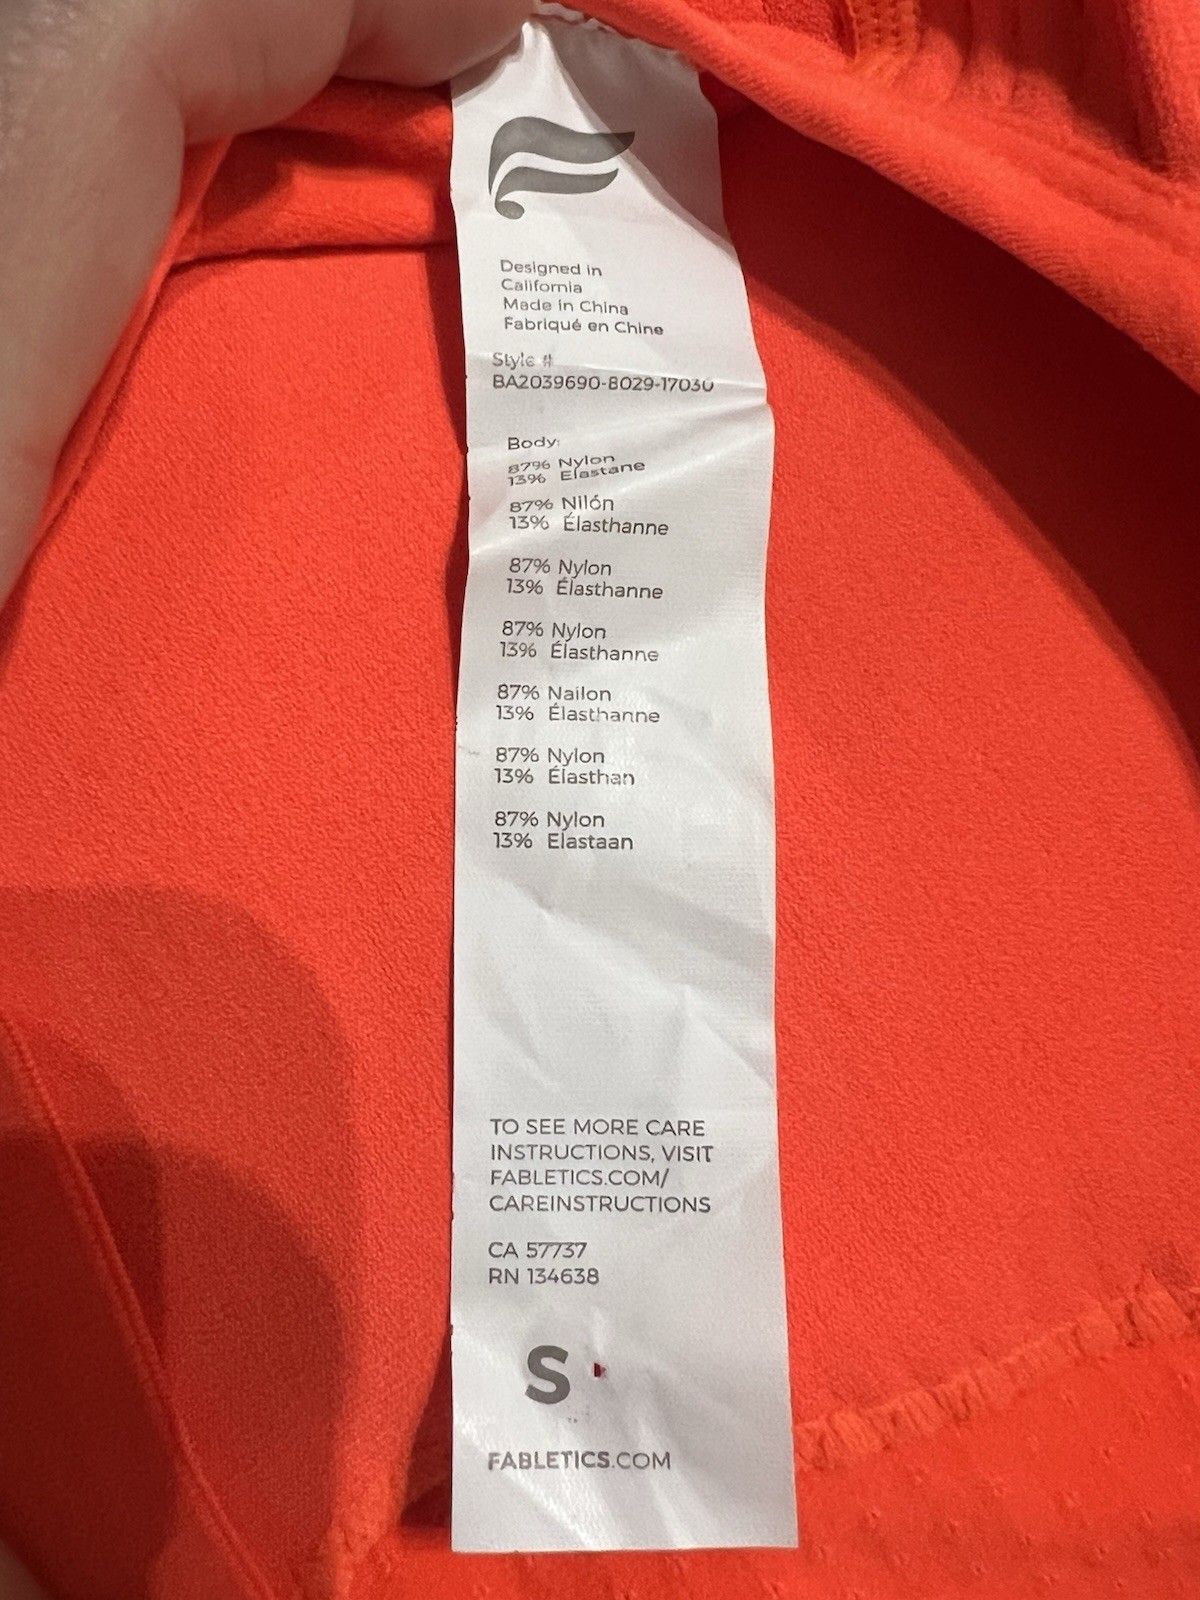 Designed in
California
Made in China
Fabriqué en Chine
Style #
BA2039690-8029-17030
Body:
87% Nylon
13% Elastane
87% Nilón
13% Élasthanne
87% Nylon
13% Élasthanne
87% Nylon
13% Élasthanne
87% Nailon
13% Élasthanne
87% Nylon
13% Élasthan
87% Nylon
13% Elastaan
TO SEE MORE CARE
INSTRUCTIONS, VISIT
FABLETICS.COM/
CAREINSTRUCTIONS
CA 57737
RN 134638
S
FABLETICS.COM